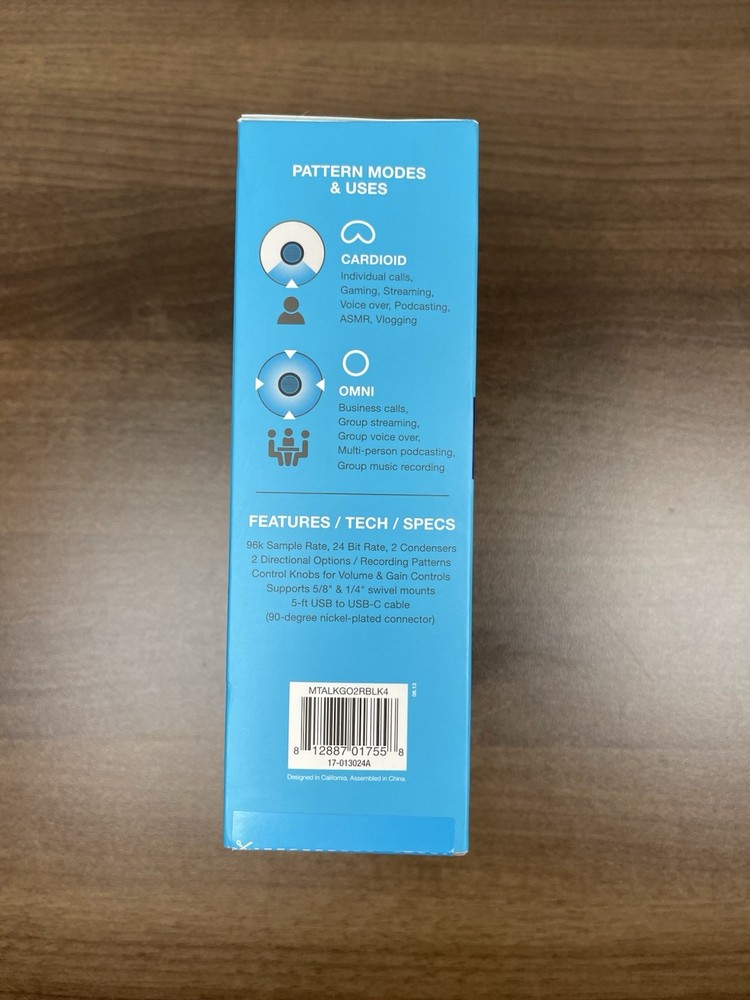 PATTERN MODES
& USES
CARDIOID
Individual calls,
Gaming, Streaming,
Voice over, Podcasting,
ASMR, Vlogging
OMNI
Business calls,
Group streaming,
Group voice over,
Multi-person podcasting,
Group music recording
FEATURES / TECH / SPECS
96k Sample Rate, 24 Bit Rate, 2 Condensers
2 Directional Options / Recording Patterns
Control Knobs for Volume & Gain Controls
Supports 5/8" & 1/4" swivel mounts
5-ft USB to USB-C cable
(90-degree nickel-plated connector)
MTALKGO2RBLK4
8 12887 01755 8
17-013024A
Designed in California. Assembled in China.